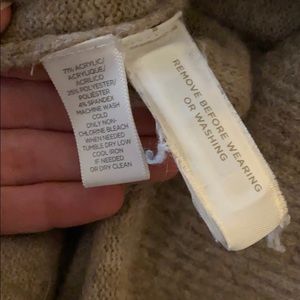 71% ACRYLIC/
ACRYLIQUE/
ACRÍLICO
25% POLYESTER/
POLIÉSTER
4% SPANDEX
MACHINE WASH
COLD
ONLY NON-
CHLORINE BLEACH
WHEN NEEDED
TUMBLE DRY LOW
COOL IRON
IF NEEDED
OR DRY CLEAN
REMOVE BEFORE WEARING
OR WASHING